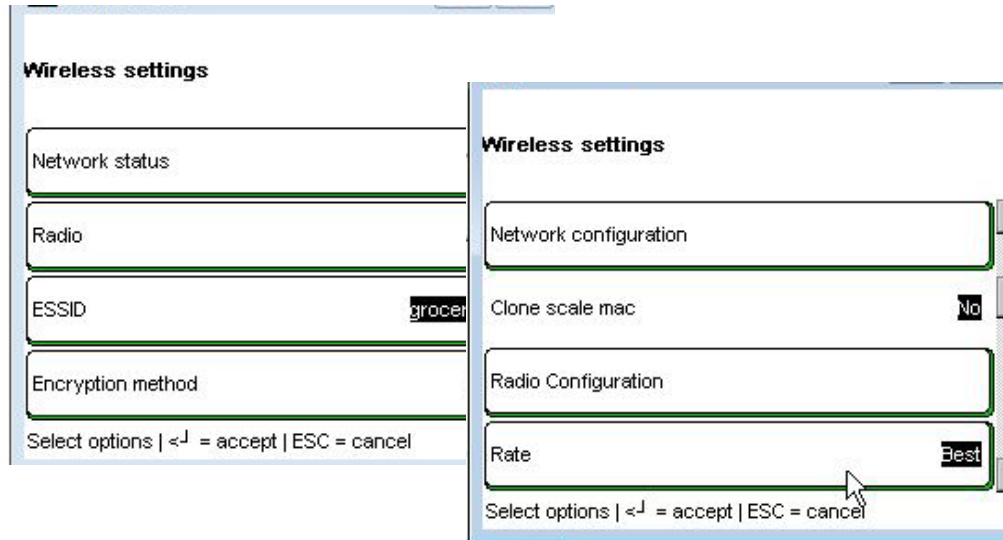 Wireless settings
Network status
Radio
ESSID
Encryption method
Select options | <┘ = accept | ESC = cancel
Wireless settings
Network configuration
Clone scale mac No
Radio Configuration
Rate Best
Select options | <┘ = accept | ESC = cancel